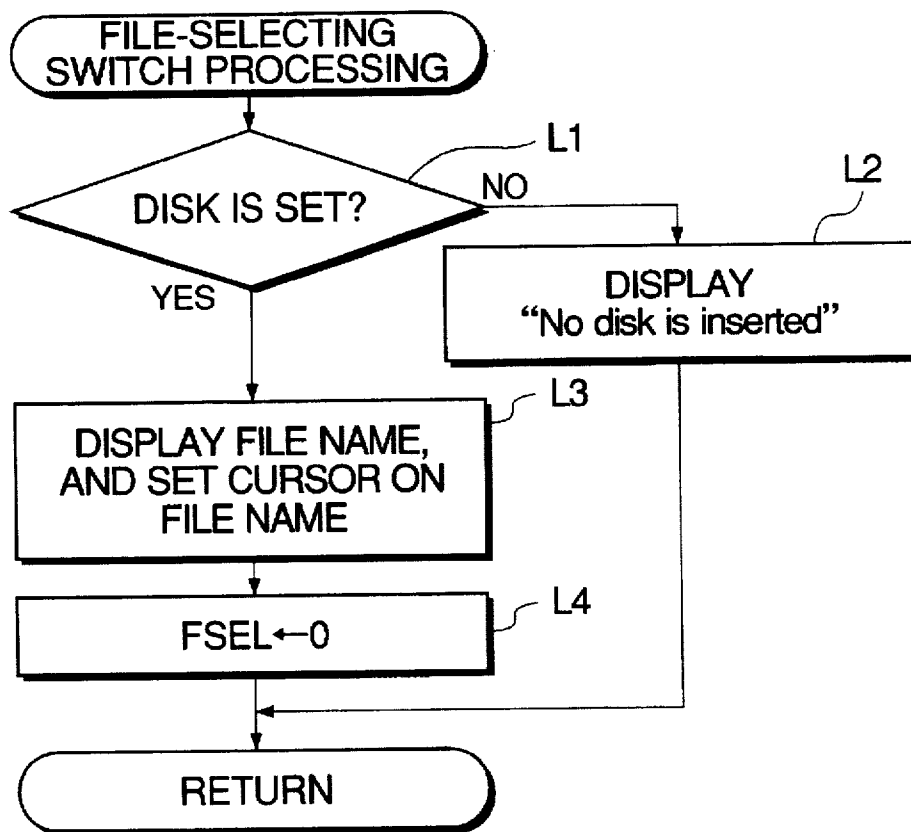 FILE-SELECTING
SWITCH PROCESSING
L1
DISK IS SET?
NO
L2
YES
DISPLAY
“No disk is inserted”
L3
DISPLAY FILE NAME,
AND SET CURSOR ON
FILE NAME
L4
FSEL←0
RETURN